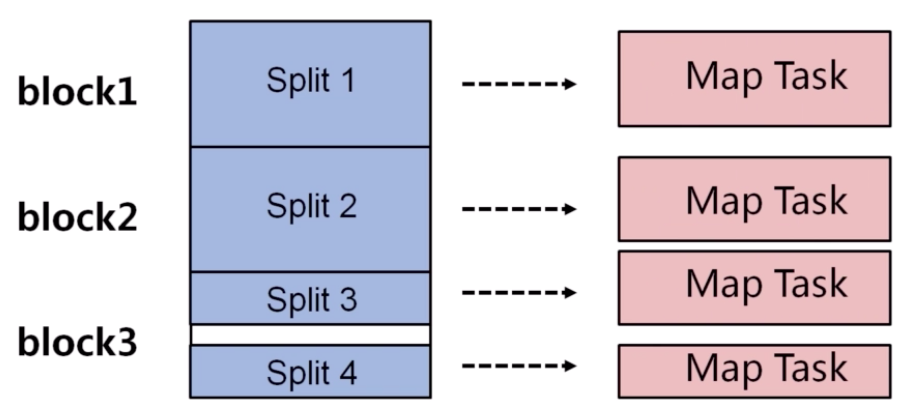 block1
Split 1
Map Task
block2
Split 2
Map Task
block3
Split 3
Map Task
Split 4
Map Task